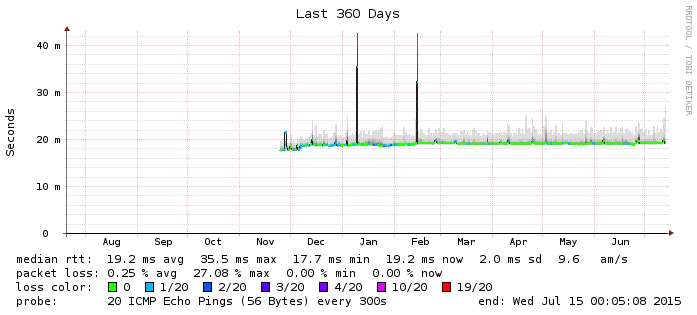 Last 360 Days
RRDTOOL / TOBI OETIKER
Seconds
40 m
30 m
20 m
10 m
0
Aug Sep Oct Nov Dec Jan Feb Mar Apr May Jun
median rtt: 19.2 ms avg 35.5 ms max 17.7 ms min 19.2 ms now 2.0 ms sd 9.6 am/s
packet loss: 0.25 % avg 27.08 % max 0.00 % min 0.00 % now
loss color: 0 1/20 2/20 3/20 4/20 10/20 19/20
probe: 20 ICMP Echo Pings (56 Bytes) every 300s end: Wed Jul 15 00:05:08 2015